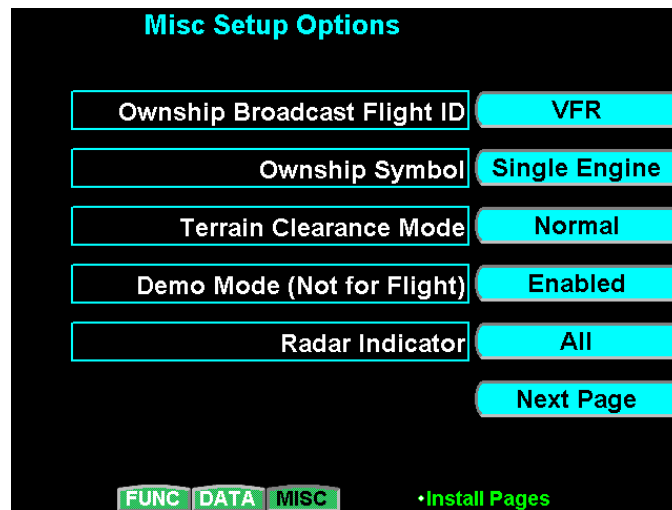 Misc Setup Options
Ownship Broadcast Flight ID VFR
Ownship Symbol Single Engine
Terrain Clearance Mode Normal
Demo Mode (Not for Flight) Enabled
Radar Indicator All
Next Page
FUNC DATA MISC •Install Pages